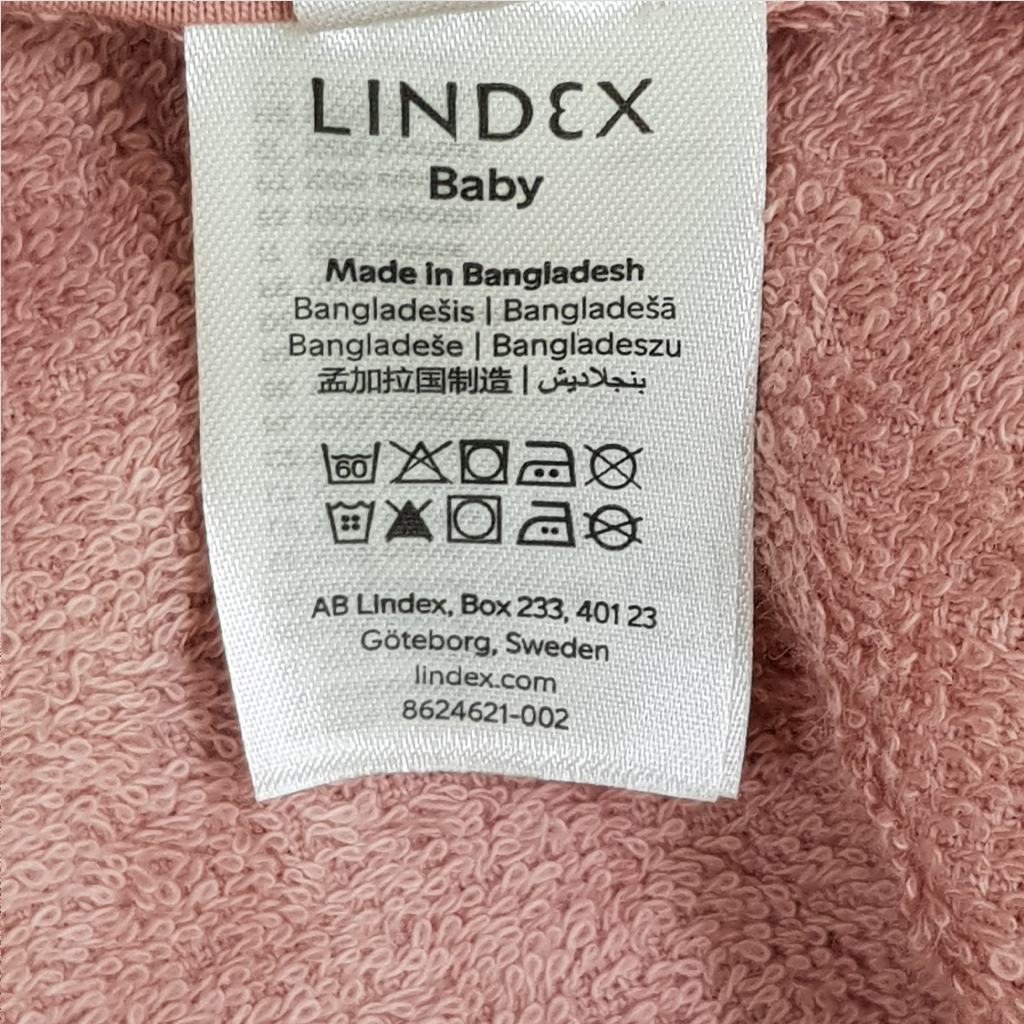 LINDEX
Baby
Made in Bangladesh
Bangladešis | Bangladešā
Bangladeše | Bangladeszu
孟加拉国制造 | بنجلاديش
60
AB Lindex, Box 233, 401 23
Göteborg, Sweden
lindex.com
8624621-002